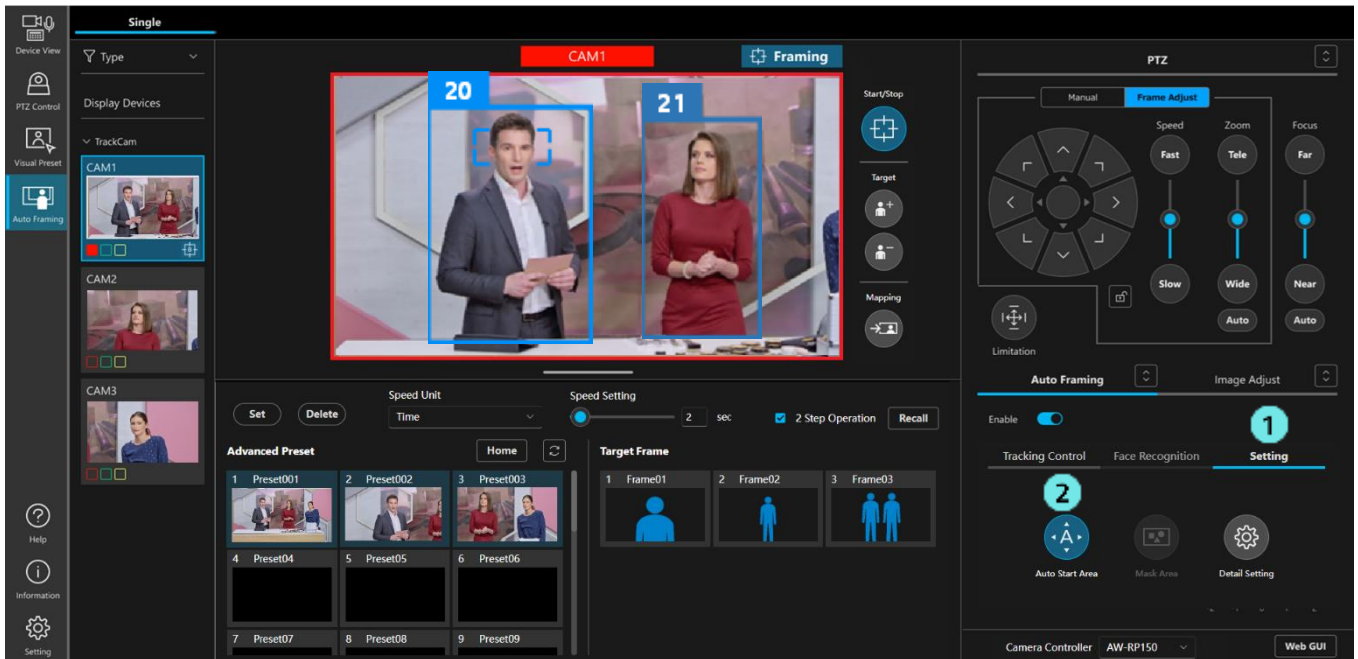 Single
Device View
PTZ Control
Visual Preset
Auto Framing
Help
Information
Setting
Type
Display Devices
TrackCam
CAM1
CAM2
CAM3
CAM1
Framing
20
21
Start/Stop
Target
Mapping
Set
Delete
Speed Unit
Time
Speed Setting
2 sec
2 Step Operation
Recall
Advanced Preset
Home
1 Preset001
2 Preset002
3 Preset003
4 Preset04
5 Preset05
6 Preset06
7 Preset07
8 Preset08
9 Preset09
Target Frame
1 Frame01
2 Frame02
3 Frame03
PTZ
Manual
Frame Adjust
Speed
Zoom
Focus
Fast
Tele
Far
Slow
Wide
Near
Auto
Auto
Limitation
Auto Framing
Image Adjust
Enable
1
Tracking Control
Face Recognition
Setting
2
A
Auto Start Area
Mask Area
Detail Setting
Camera Controller
AW-RP150
Web GUI